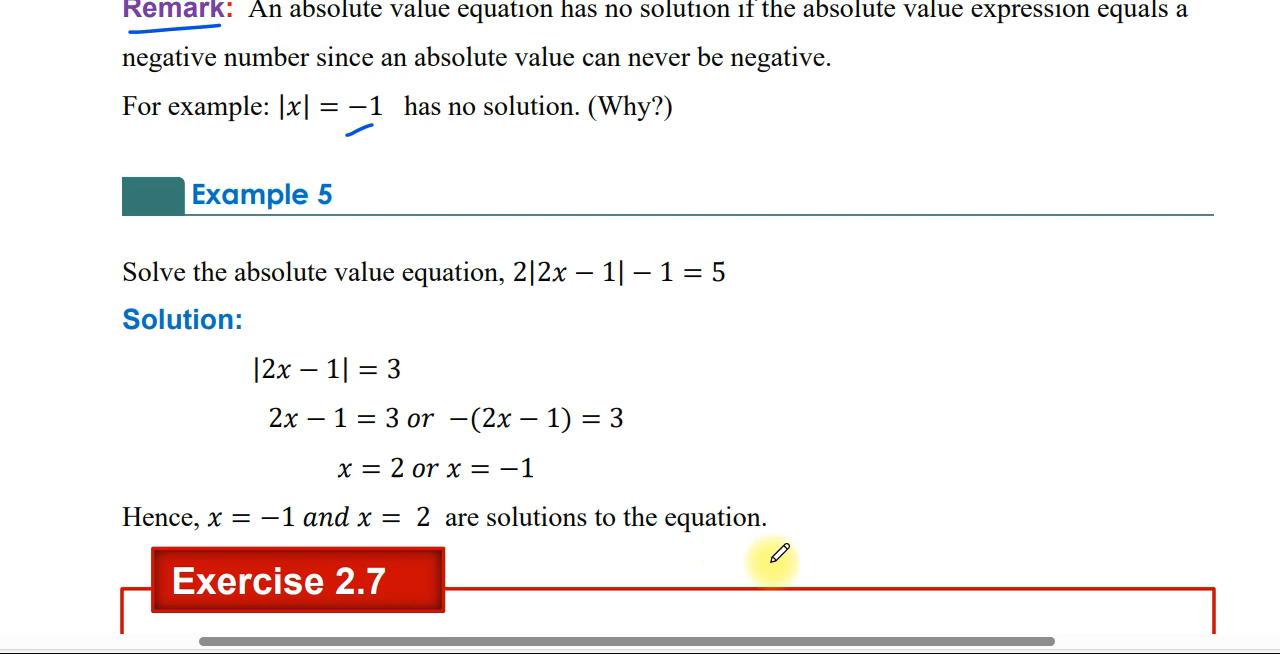 Remark: An absolute value equation has no solution if the absolute value expression equals a
negative number since an absolute value can never be negative.
For example: |x| = −1 has no solution. (Why?)
Example 5
Solve the absolute value equation, 2|2x − 1| − 1 = 5
Solution:
|2x − 1| = 3
2x − 1 = 3 or −(2x − 1) = 3
x = 2 or x = −1
Hence, x = −1 and x = 2 are solutions to the equation.
Exercise 2.7